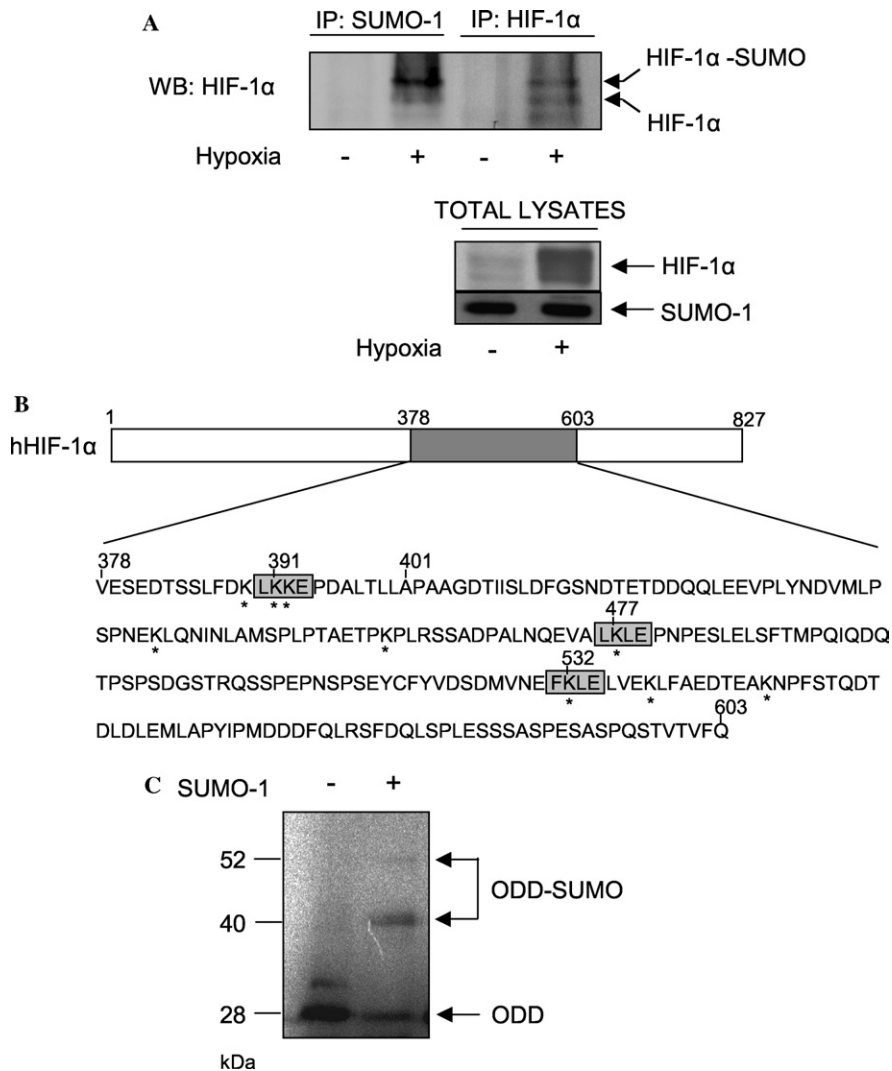 A
IP: SUMO-1 IP: HIF-1α
WB: HIF-1α
HIF-1α -SUMO
HIF-1α
Hypoxia - + - +
TOTAL LYSATES
HIF-1α
SUMO-1
Hypoxia - +
B
1 378 603 827
hHIF-1α
378 391 401
VESEDTSSLFDKLKKEPDALTLLAPAAGDTIISLDFGSNDTETDDQQLEEVPLYNDVMLP
* * *
477
SPNEKLQNINLAMSPLPTAETPKPLRSSADPALNQEVALKLEPNPESLELSFTMPQIQDQ
* * *
532
TPSPSDGSTRQSSPEPNSPSEYCFYVDSDMVNEFKLELVEKLFAEDTEAKNPFSTQDT
* * *
603
DLDLEMLAPYIPMDDDFQLRSFDQLSPLESSSASPESASPQSTVTVFQ
C SUMO-1 - +
52
40
ODD-SUMO
28 ODD
kDa